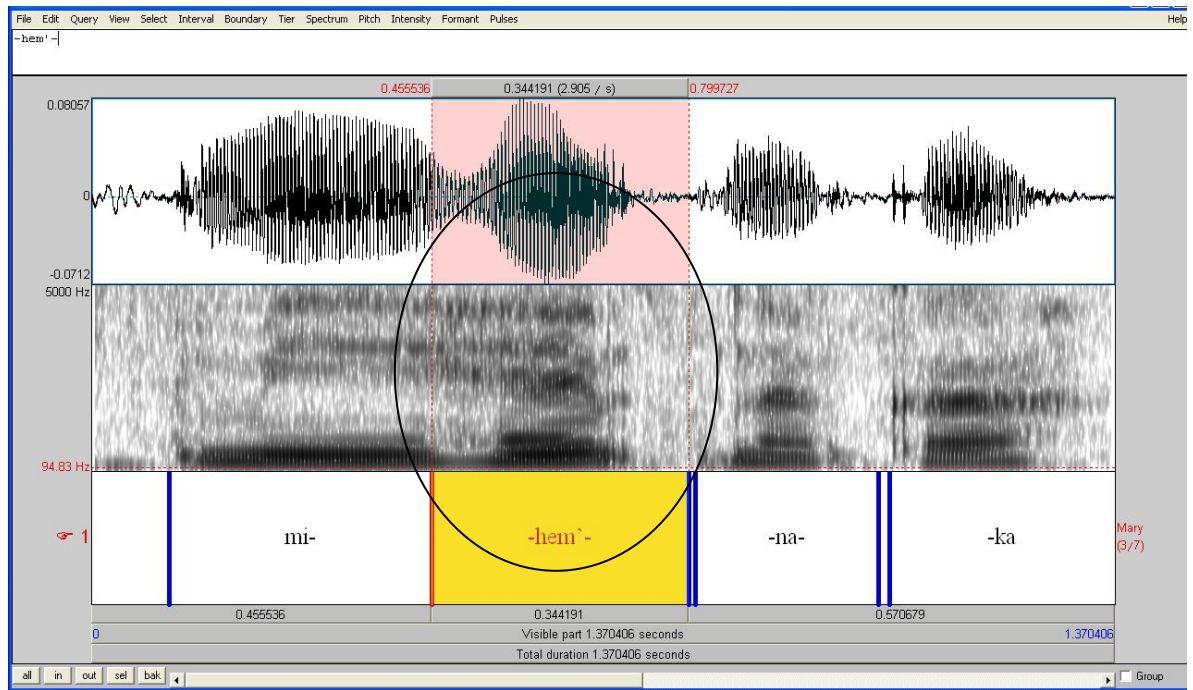 File Edit Query View Select Interval Boundary Tier Spectrum Pitch Intensity Formant Pulses Help
-hem'-
0.455536 0.344191 (2.905 / s) 0.799727
0.08057
0
-0.0712
5000 Hz
94.83 Hz
☞ 1 mi- -hem`- -na- -ka Mary
(3/7)
0.455536 0.344191 0.570679
0 Visible part 1.370406 seconds 1.370406
Total duration 1.370406 seconds
all in out sel bak Group